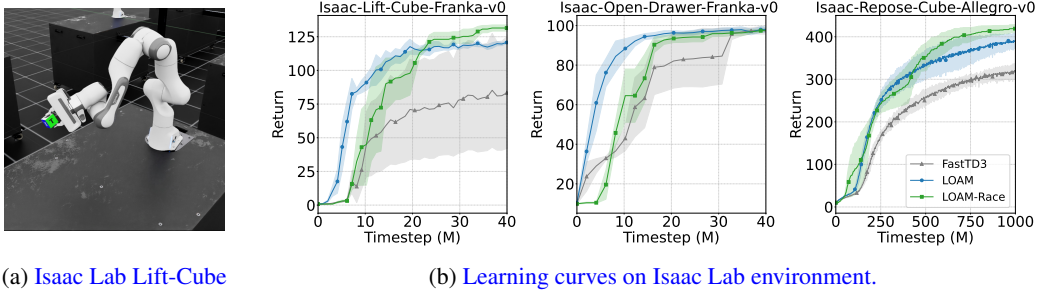 Isaac-Lift-Cube-Franka-v0
Return
125
100
75
50
25
0
0 10 20 30 40
Timestep (M)
Isaac-Open-Drawer-Franka-v0
Return
100
80
60
40
20
0 10 20 30 40
Timestep (M)
Isaac-Repose-Cube-Allegro-v0
Return
400
300
200
100
0
0 250 500 750 1000
Timestep (M)
FastTD3
LOAM
LOAM-Race
(a) Isaac Lab Lift-Cube
(b) Learning curves on Isaac Lab environment.